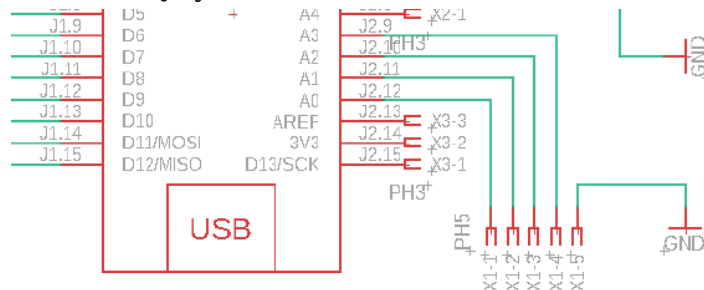 D5 A4 X2-1
J1.9 D6 A3 J2.9 PH3
J1.10 D7 A2 J2.10 GND
J1.11 D8 A1 J2.11
J1.12 D9 A0 J2.12
J1.13 D10 AREF J2.13 X3-3
J1.14 D11/MOSI 3V3 J2.14 X3-2
J1.15 D12/MISO D13/SCK J2.15 X3-1
PH3
USB PH5 GND
X1-1 X1-2 X1-3 X1-4 X1-5